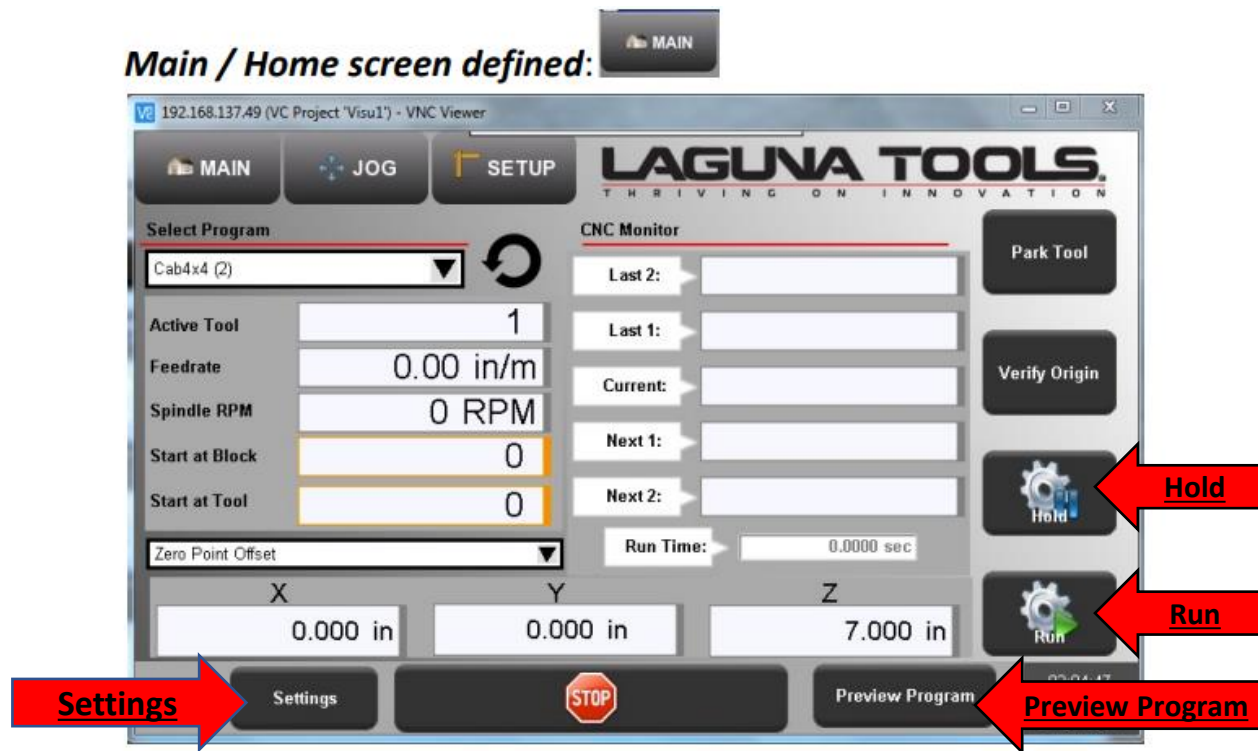 Main / Home screen defined: MAIN
192.168.137.49 (VC Project 'Visu1') - VNC Viewer
MAIN JOG SETUP LAGUNA TOOLS.
THRIVING ON INNOVATION
Select Program CNC Monitor
Cab4x4 (2) Last 2: Park Tool
Active Tool 1 Last 1:
Feedrate 0.00 in/m Current: Verify Origin
Spindle RPM 0 RPM
Start at Block 0 Next 1:
Start at Tool 0 Next 2: Hold Hold
Zero Point Offset Run Time: 0.0000 sec
X Y Z
0.000 in 0.000 in 7.000 in Run Run
Settings Settings STOP Preview Program Preview Program